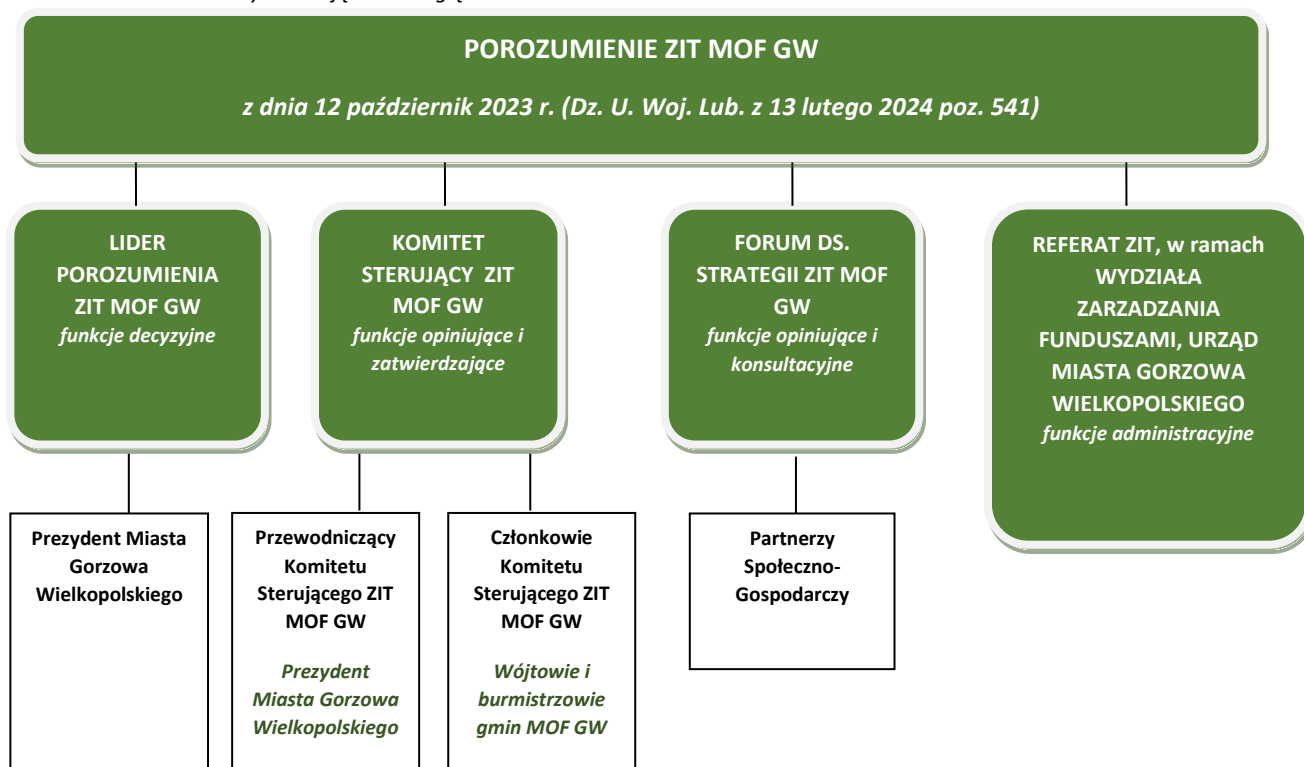 POROZUMIENIE ZIT MOF GW
z dnia 12 październik 2023 r. (Dz. U. Woj. Lub. z 13 lutego 2024 poz. 541)
LIDER
POROZUMIENIA
ZIT MOF GW
funkcje decyzyjne
KOMITET
STERUJĄCY ZIT
MOF GW
funkcje opiniujące i
zatwierdzające
FORUM DS.
STRATEGII ZIT MOF
GW
funkcje opiniujące i
konsultacyjne
REFERAT ZIT, w ramach
WYDZIAŁA
ZARZADZANIA
FUNDUSZAMI, URZĄD
MIASTA GORZOWA
WIELKOPOLSKIEGO
funkcje administracyjne
Prezydent Miasta
Gorzowa
Wielkopolskiego
Przewodniczący
Komitetu
Sterującego ZIT
MOF GW
Prezydent
Miasta Gorzowa
Wielkopolskiego
Członkowie
Komitetu
Sterującego ZIT
MOF GW
Wójtowie i
burmistrzowie
gmin MOF GW
Partnerzy
Społeczno-
Gospodarczy